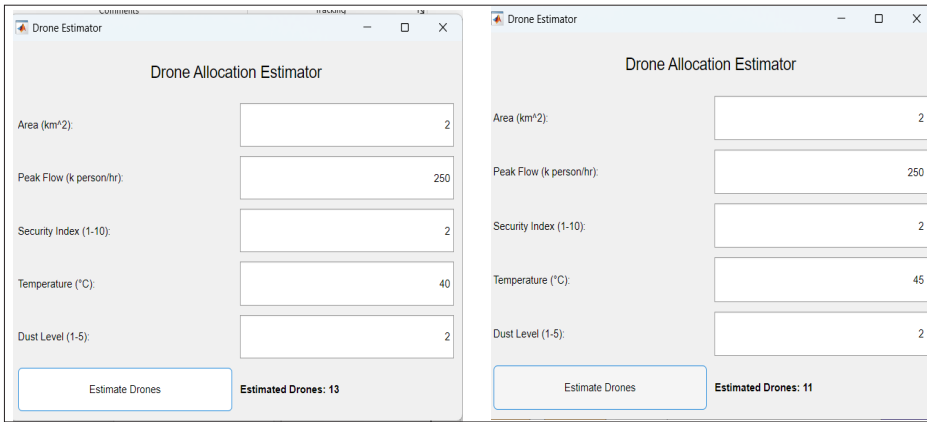 Comments Tracking
Drone Estimator
Drone Allocation Estimator
Area (km^2): 2
Peak Flow (k person/hr): 250
Security Index (1-10): 2
Temperature (°C): 40
Dust Level (1-5): 2
Estimate Drones Estimated Drones: 13
Drone Estimator
Drone Allocation Estimator
Area (km^2): 2
Peak Flow (k person/hr): 250
Security Index (1-10): 2
Temperature (°C): 45
Dust Level (1-5): 2
Estimate Drones Estimated Drones: 11